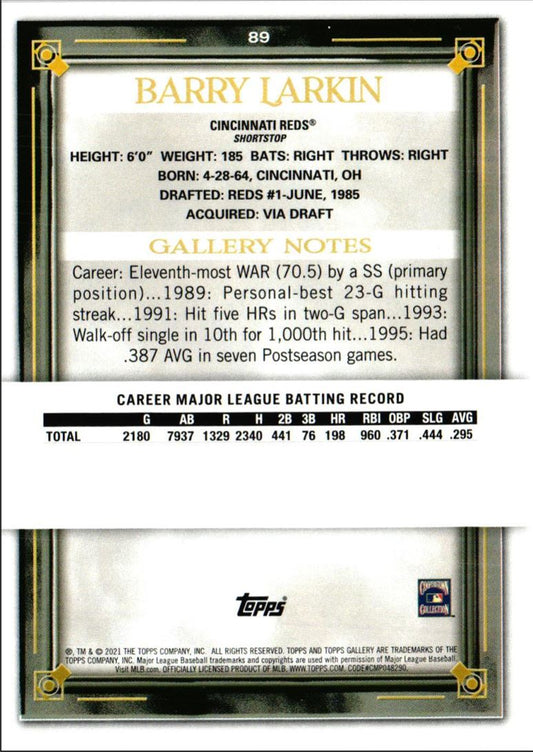 89
BARRY LARKIN
CINCINNATI REDS®
SHORTSTOP
HEIGHT: 6'0" WEIGHT: 185 BATS: RIGHT THROWS: RIGHT
BORN: 4-28-64, CINCINNATI, OH
DRAFTED: REDS #1-JUNE, 1985
ACQUIRED: VIA DRAFT
GALLERY NOTES
Career: Eleventh-most WAR (70.5) by a SS (primary
position)...1989: Personal-best 23-G hitting
streak...1991: Hit five HRs in two-G span...1993:
Walk-off single in 10th for 1,000th hit...1995: Had
.387 AVG in seven Postseason games.
CAREER MAJOR LEAGUE BATTING RECORD
G AB R H 2B 3B HR RBI OBP SLG AVG
TOTAL 2180 7937 1329 2340 441 76 198 960 .371 .444 .295
Topps
COOPERSTOWN
COLLECTION
®, TM & © 2021 THE TOPPS COMPANY, INC. ALL RIGHTS RESERVED. TOPPS AND TOPPS GALLERY ARE TRADEMARKS OF THE
TOPPS COMPANY, INC. Major League Baseball trademarks and copyrights are used with permission of Major League Baseball.
Visit MLB.com. OFFICIALLY LICENSED PRODUCT OF MLB. WWW.TOPPS.COM. CODE#CMP048290.